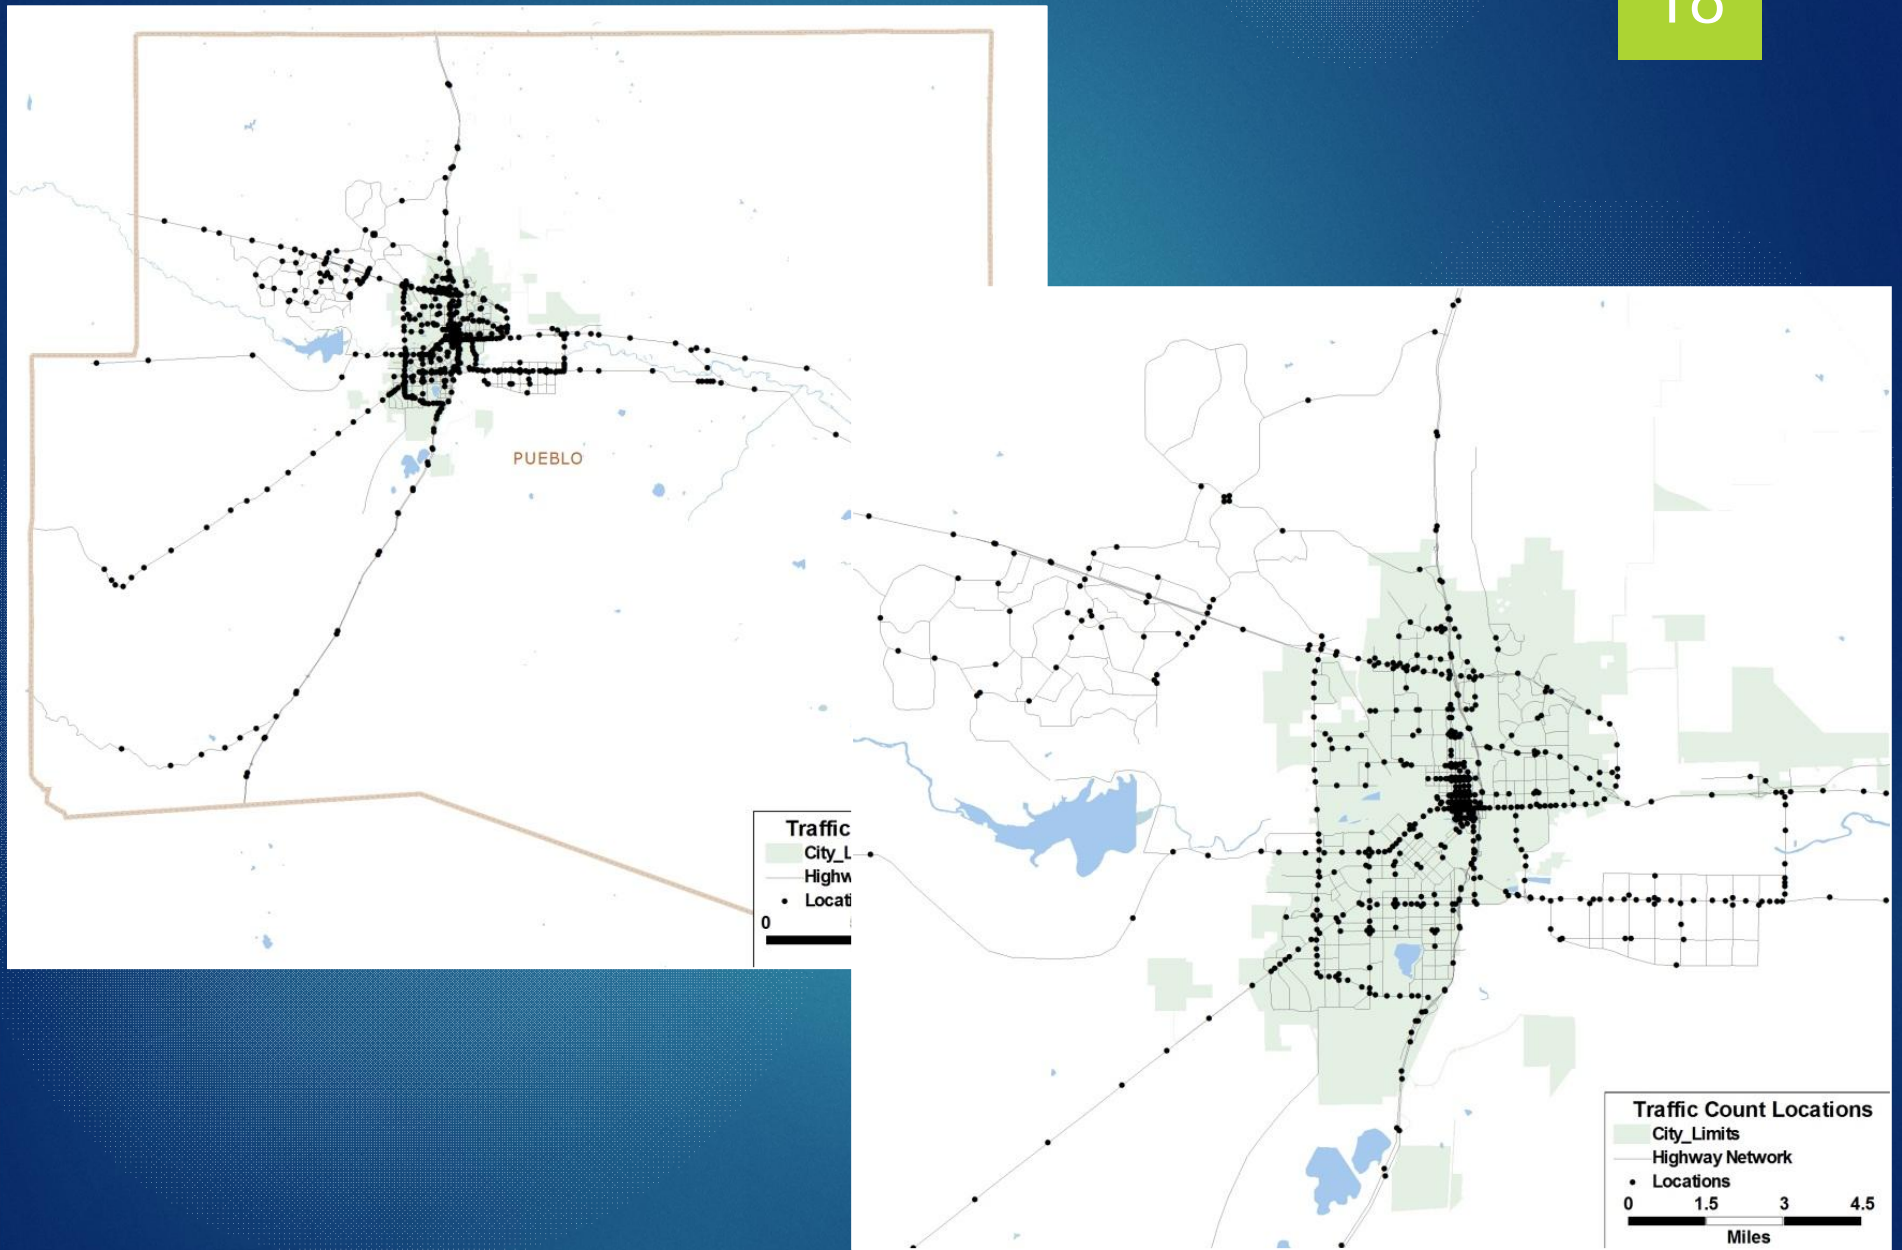 PUEBLO
Traffic
City_L
Highw
Locati
0
Traffic Count Locations
City_Limits
Highway Network
Locations
0 1.5 3 4.5
Miles